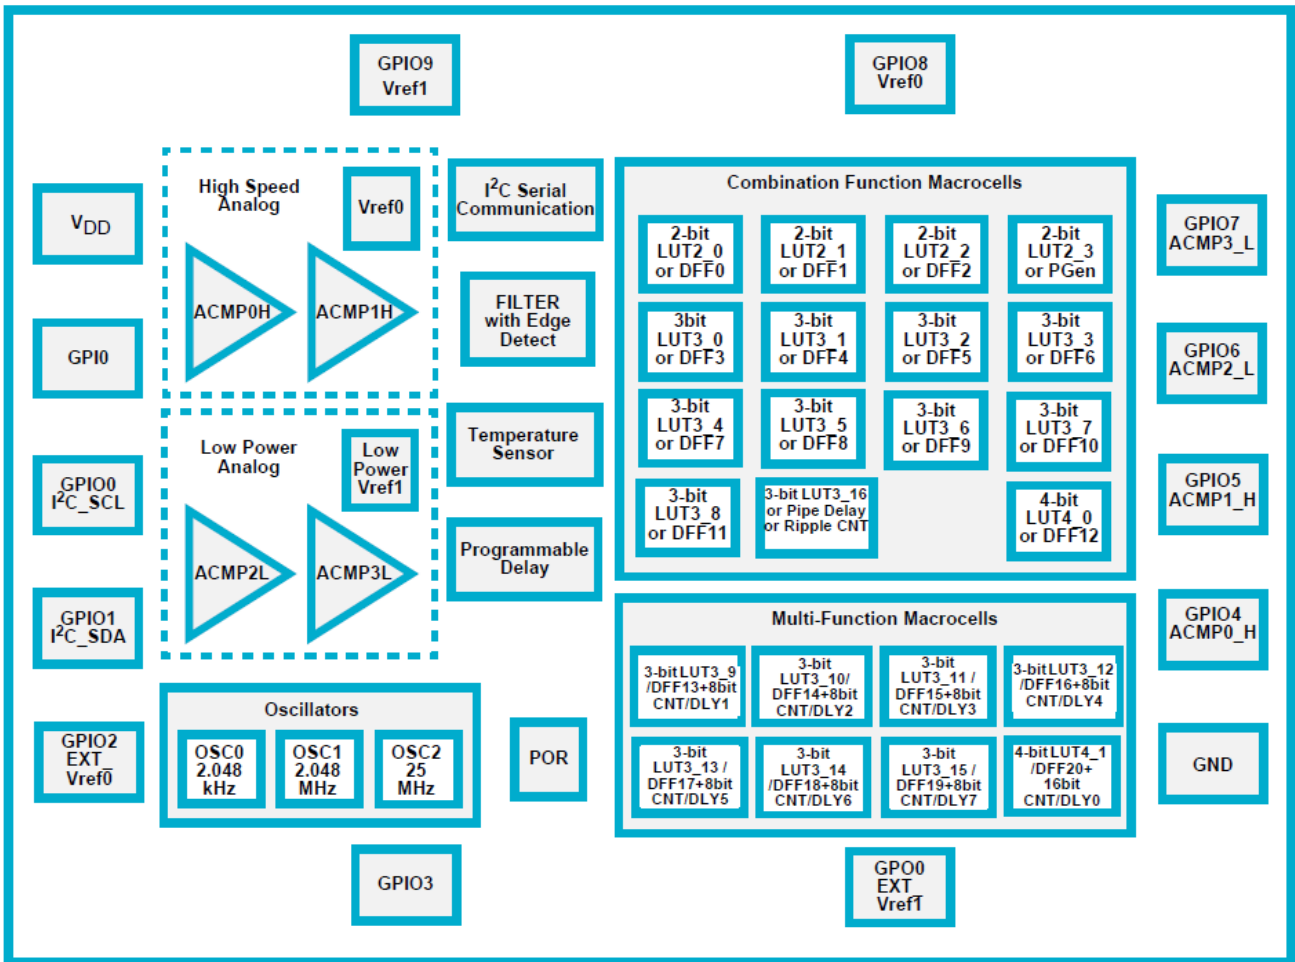 GPIO9
Vref1
GPIO8
Vref0
VDD
GPI0
GPIO0
I²C_SCL
GPIO1
I²C_SDA
GPIO2
EXT_
Vref0
High Speed
Analog
Vref0
ACMP0H
ACMP1H
Low Power
Analog
Low
Power
Vref1
ACMP2L
ACMP3L
Oscillators
OSC0
2.048
kHz
OSC1
2.048
MHz
OSC2
25
MHz
GPIO3
I²C Serial
Communication
FILTER
with Edge
Detect
Temperature
Sensor
Programmable
Delay
POR
Combination Function Macrocells
2-bit
LUT2_0
or DFF0
2-bit
LUT2_1
or DFF1
2-bit
LUT2_2
or DFF2
2-bit
LUT2_3
or PGen
3bit
LUT3_0
or DFF3
3-bit
LUT3_1
or DFF4
3-bit
LUT3_2
or DFF5
3-bit
LUT3_3
or DFF6
3-bit
LUT3_4
or DFF7
3-bit
LUT3_5
or DFF8
3-bit
LUT3_6
or DFF9
3-bit
LUT3_7
or DFF10
3-bit
LUT3_8
or DFF11
3-bit LUT3_16
or Pipe Delay
or Ripple CNT
4-bit
LUT4_0
or DFF12
Multi-Function Macrocells
3-bit LUT3_9
/DFF13+8bit
CNT/DLY1
3-bit
LUT3_10/
DFF14+8bit
CNT/DLY2
3-bit
LUT3_11 /
DFF15+8bit
CNT/DLY3
3-bit LUT3_12
/DFF16+8bit
CNT/DLY4
3-bit
LUT3_13 /
DFF17+8bit
CNT/DLY5
3-bit
LUT3_14
/DFF18+8bit
CNT/DLY6
3-bit
LUT3_15 /
DFF19+8bit
CNT/DLY7
4-bit LUT4_1
/DFF20+
16bit
CNT/DLY0
GPO0
EXT_
Vref1
GPIO7
ACMP3_L
GPIO6
ACMP2_L
GPIO5
ACMP1_H
GPIO4
ACMP0_H
GND